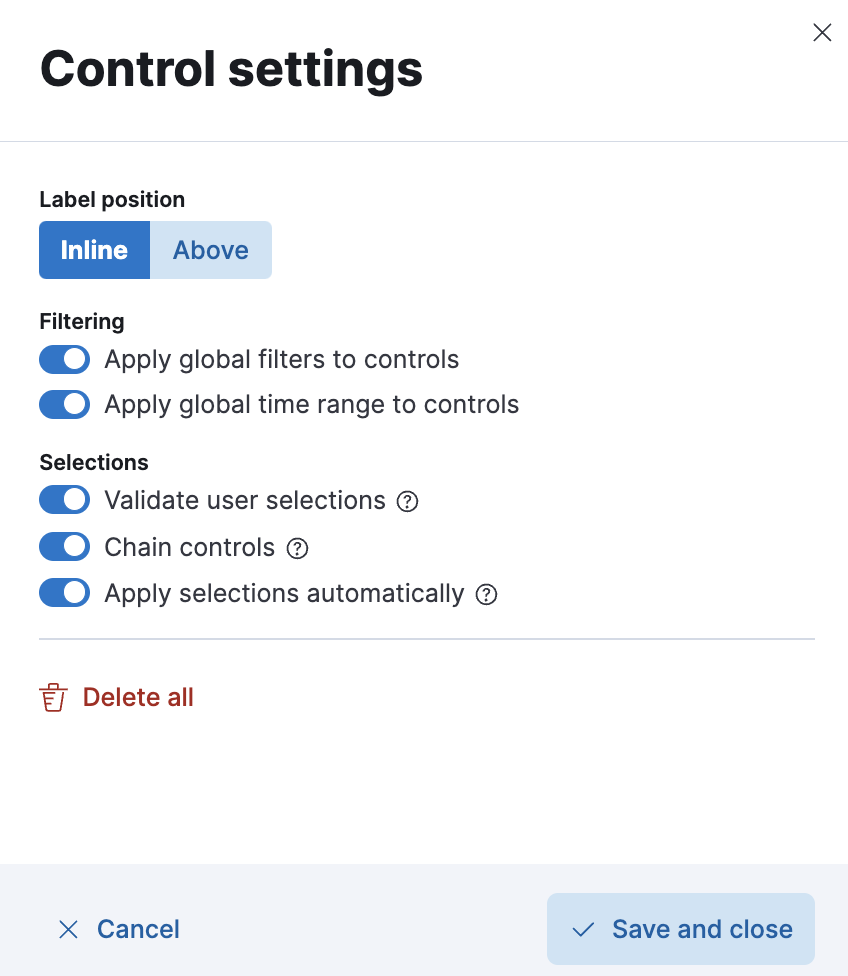 Control settings
Label position
Inline Above
Filtering
Apply global filters to controls
Apply global time range to controls
Selections
Validate user selections
Chain controls
Apply selections automatically
Delete all
Cancel Save and close